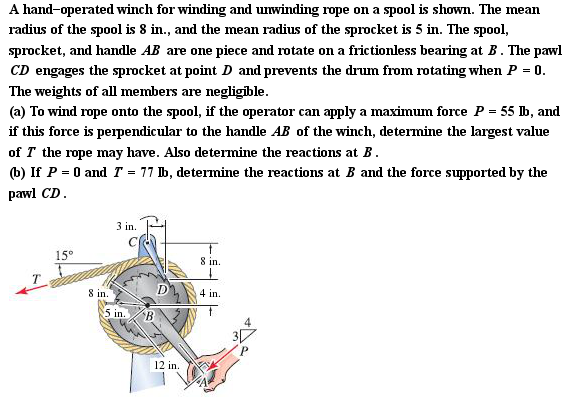 A hand-operated winch for winding and unwinding rope on a spool is shown. The mean
radius of the spool is 8 in., and the mean radius of the sprocket is 5 in. The spool,
sprocket, and handle AB are one piece and rotate on a frictionless bearing at B. The pawl
CD engages the sprocket at point D and prevents the drum from rotating when P = 0.
The weights of all members are negligible.
(a) To wind rope onto the spool, if the operator can apply a maximum force P = 55 lb, and
if this force is perpendicular to the handle AB of the winch, determine the largest value
of T the rope may have. Also determine the reactions at B.
(b) If P = 0 and T = 77 lb, determine the reactions at B and the force supported by the
pawl CD.
3 in.
C
15°
8 in.
T
8 in.
D
4 in.
5 in.
B
4
3
P
12 in.
A